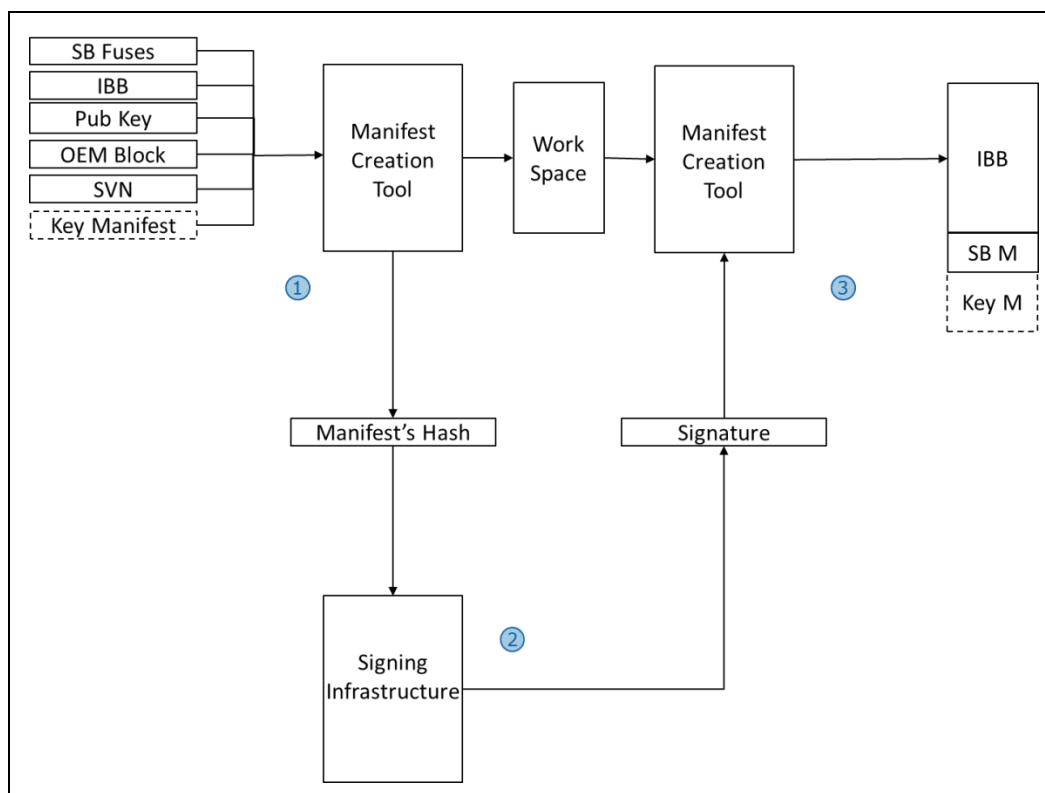 SB Fuses
IBB
Pub Key
OEM Block
SVN
Key Manifest
Manifest
Creation
Tool
Work
Space
Manifest
Creation
Tool
IBB
SB M
Key M
1
3
Manifest's Hash
Signature
2
Signing
Infrastructure